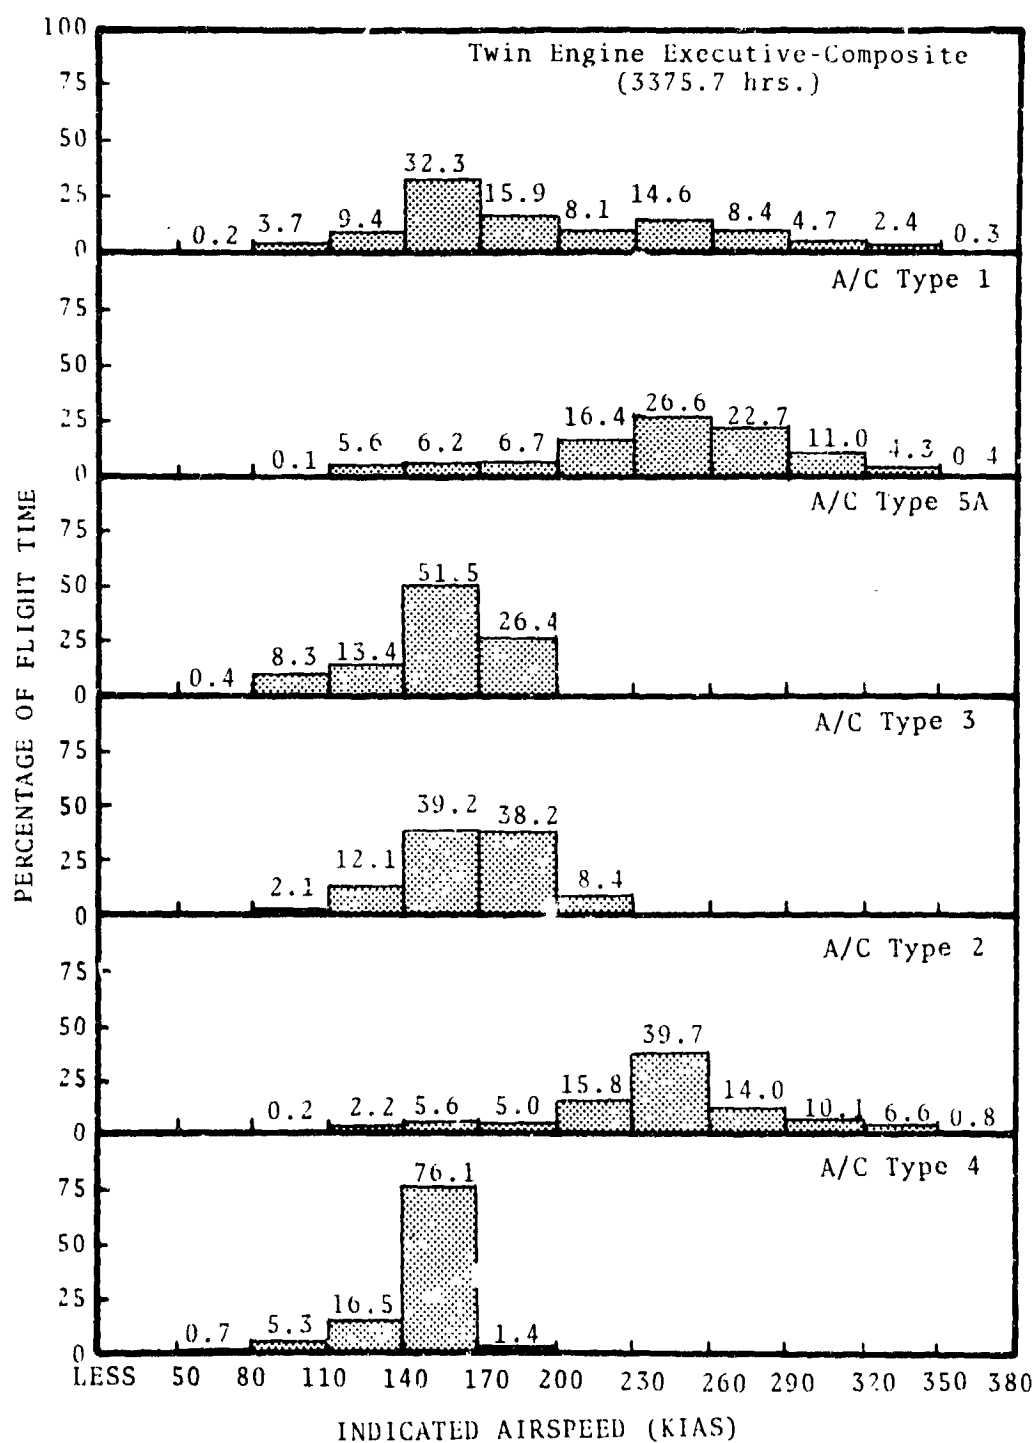 100
Twin Engine Executive-Composite
(3375.7 hrs.)
75
50
32.3
25
0.2 3.7 9.4 15.9 8.1 14.6 8.4 4.7 2.4 0.3
0
A/C Type 1
75
50
25
0.1 5.6 6.2 6.7 16.4 26.6 22.7 11.0 4.3 0 4
0
A/C Type 5A
75
50
51.5
25
0.4 8.3 13.4 26.4
0
A/C Type 3
75
50
39.2 38.2
25
2.1 12.1 8.4
0
A/C Type 2
75
50
39.7
25
0.2 2.2 5.6 5.0 15.8 14.0 10.1 6.6 0.8
0
A/C Type 4
76.1
75
50
25
0.7 5.3 16.5 1.4
0
LESS 50 80 110 140 170 200 230 260 290 320 350 380
INDICATED AIRSPEED (KIAS)
PERCENTAGE OF FLIGHT TIME